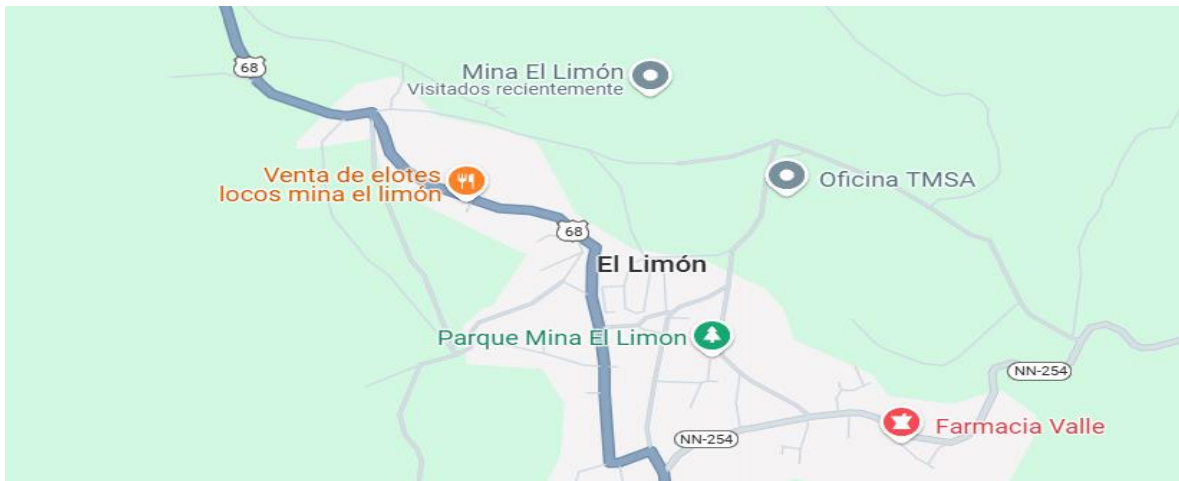 68
Mina El Limón
Visitados recientemente
Venta de elotes
locos mina el limón
Oficina TMSA
68
El Limón
Parque Mina El Limon
NN-254
Farmacia Valle
NN-254